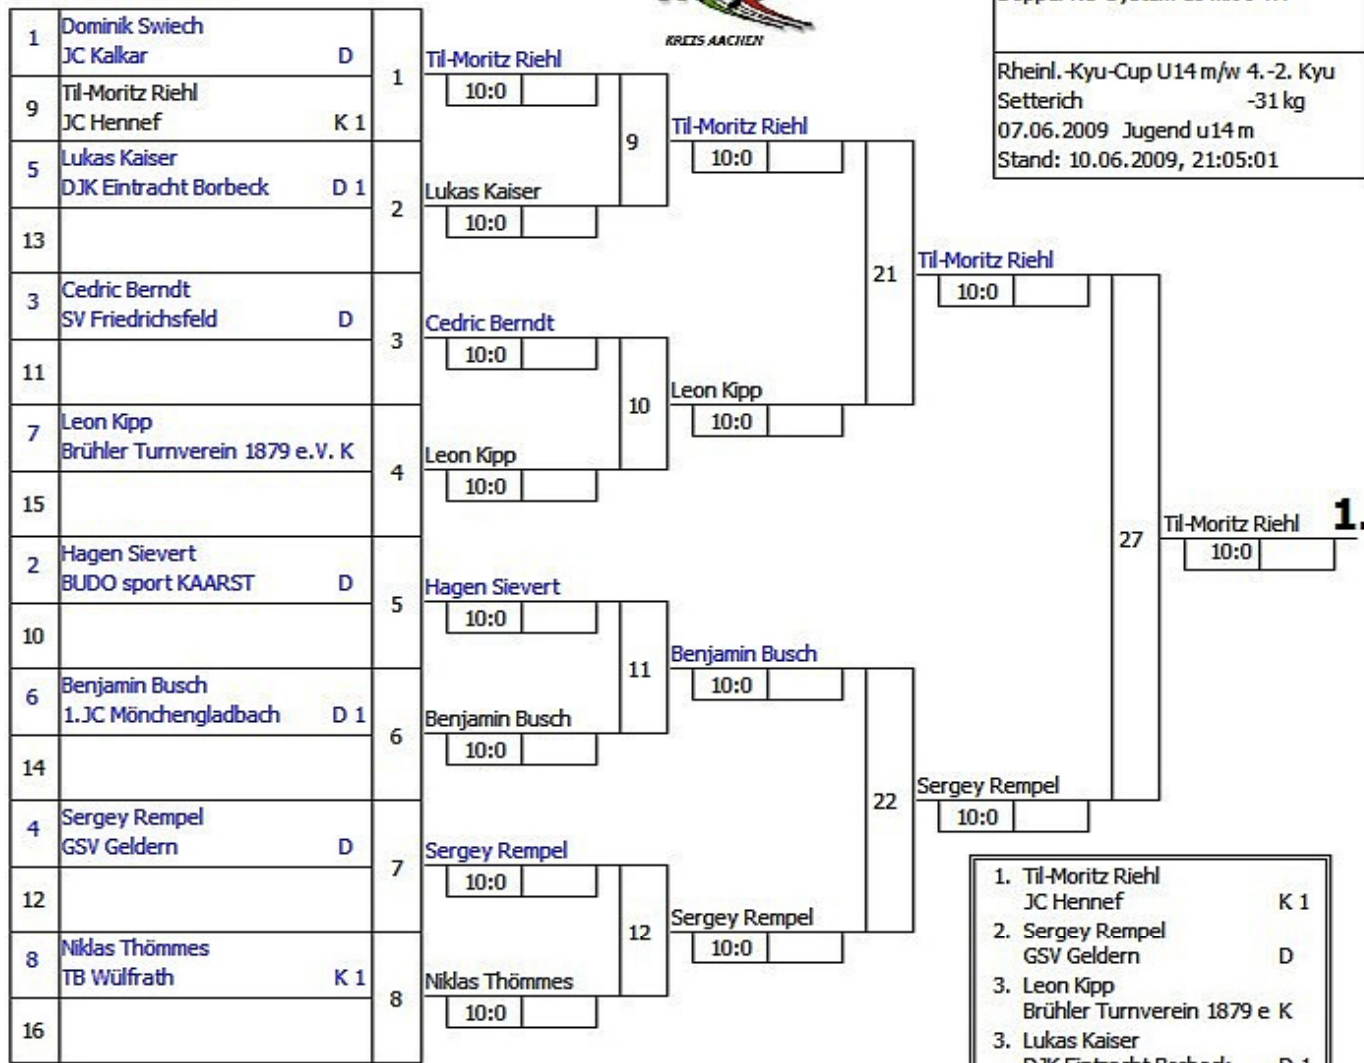 KREIS AACHEN
Rheinl.-Kyu-Cup U14 m/w 4.-2. Kyu
Setterich -31 kg
07.06.2009 Jugend u14 m
Stand: 10.06.2009, 21:05:01
1 Dominik Swiech
JC Kalkar D
9 Til-Moritz Riehl
JC Hennef K 1
5 Lukas Kaiser
DJK Eintracht Borbeck D 1
13
3 Cedric Berndt
SV Friedrichsfeld D
11
7 Leon Kipp
Brühler Turnverein 1879 e.V. K
15
2 Hagen Sievert
BUDO sport KAARST D
10
6 Benjamin Busch
1.JC Mönchengladbach D 1
14
4 Sergey Rempel
GSV Geldern D
12
8 Niklas Thömmes
TB Wülfrath K 1
16
1
2
3
4
5
6
7
8
Til-Moritz Riehl
10:0
Lukas Kaiser
10:0
Cedric Berndt
10:0
Leon Kipp
10:0
Hagen Sievert
10:0
Benjamin Busch
10:0
Sergey Rempel
10:0
Niklas Thömmes
10:0
9
10
11
12
Til-Moritz Riehl
10:0
Leon Kipp
10:0
Benjamin Busch
10:0
Sergey Rempel
10:0
21
22
Til-Moritz Riehl
10:0
Sergey Rempel
10:0
27
Til-Moritz Riehl 1.
10:0
1. Til-Moritz Riehl
JC Hennef K 1
2. Sergey Rempel
GSV Geldern D
3. Leon Kipp
Brühler Turnverein 1879 e K
3. Lukas Kaiser
DJK Eintracht Borbeck D 1